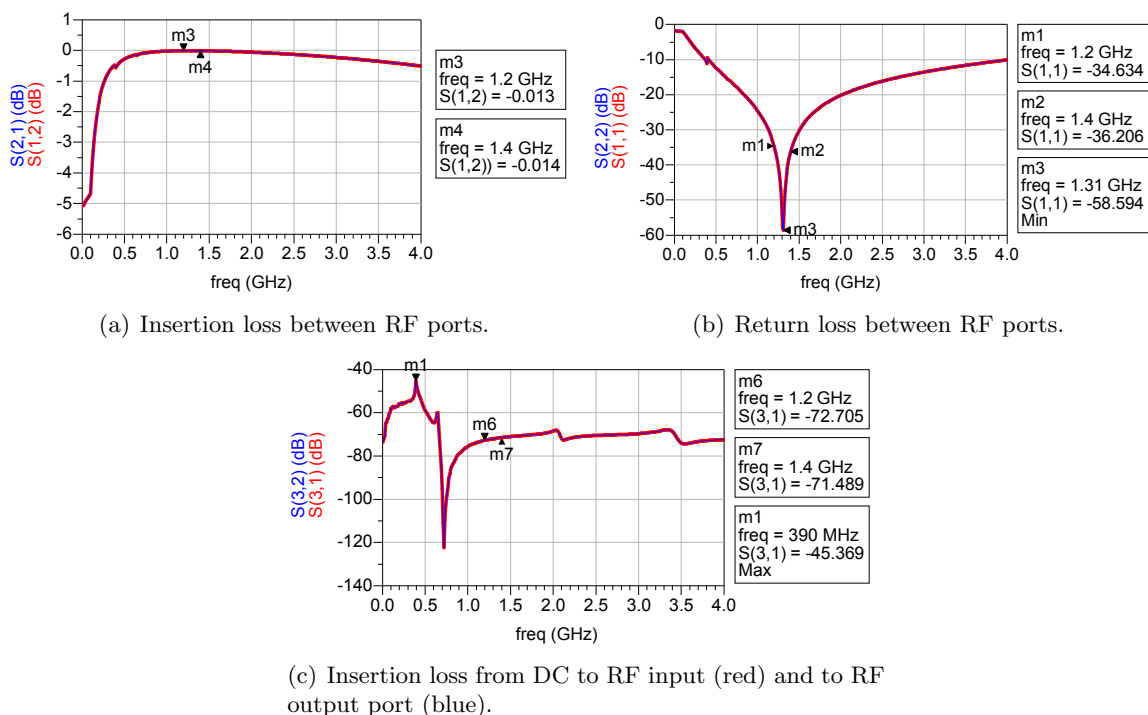 m3
m4
0
-1
-2
-3
-4
-5
-6
S(2,1) (dB)
S(1,2) (dB)
0.0 0.5 1.0 1.5 2.0 2.5 3.0 3.5 4.0
freq (GHz)
m3
freq = 1.2 GHz
S(1,2) = -0.013
m4
freq = 1.4 GHz
S(1,2)) = -0.014
(a) Insertion loss between RF ports.
0
-10
-20
-30
-40
-50
-60
S(2,2) (dB)
S(1,1) (dB)
m1
m2
m3
0.0 0.5 1.0 1.5 2.0 2.5 3.0 3.5 4.0
freq (GHz)
m1
freq = 1.2 GHz
S(1,1) = -34.634
m2
freq = 1.4 GHz
S(1,1) = -36.206
m3
freq = 1.31 GHz
S(1,1) = -58.594
Min
(b) Return loss between RF ports.
m1
-40
-60
-80
-100
-120
-140
S(3,2) (dB)
S(3,1) (dB)
m6
m7
0.0 0.5 1.0 1.5 2.0 2.5 3.0 3.5 4.0
freq (GHz)
m6
freq = 1.2 GHz
S(3,1) = -72.705
m7
freq = 1.4 GHz
S(3,1) = -71.489
m1
freq = 390 MHz
S(3,1) = -45.369
Max
(c) Insertion loss from DC to RF input (red) and to RF
output port (blue).